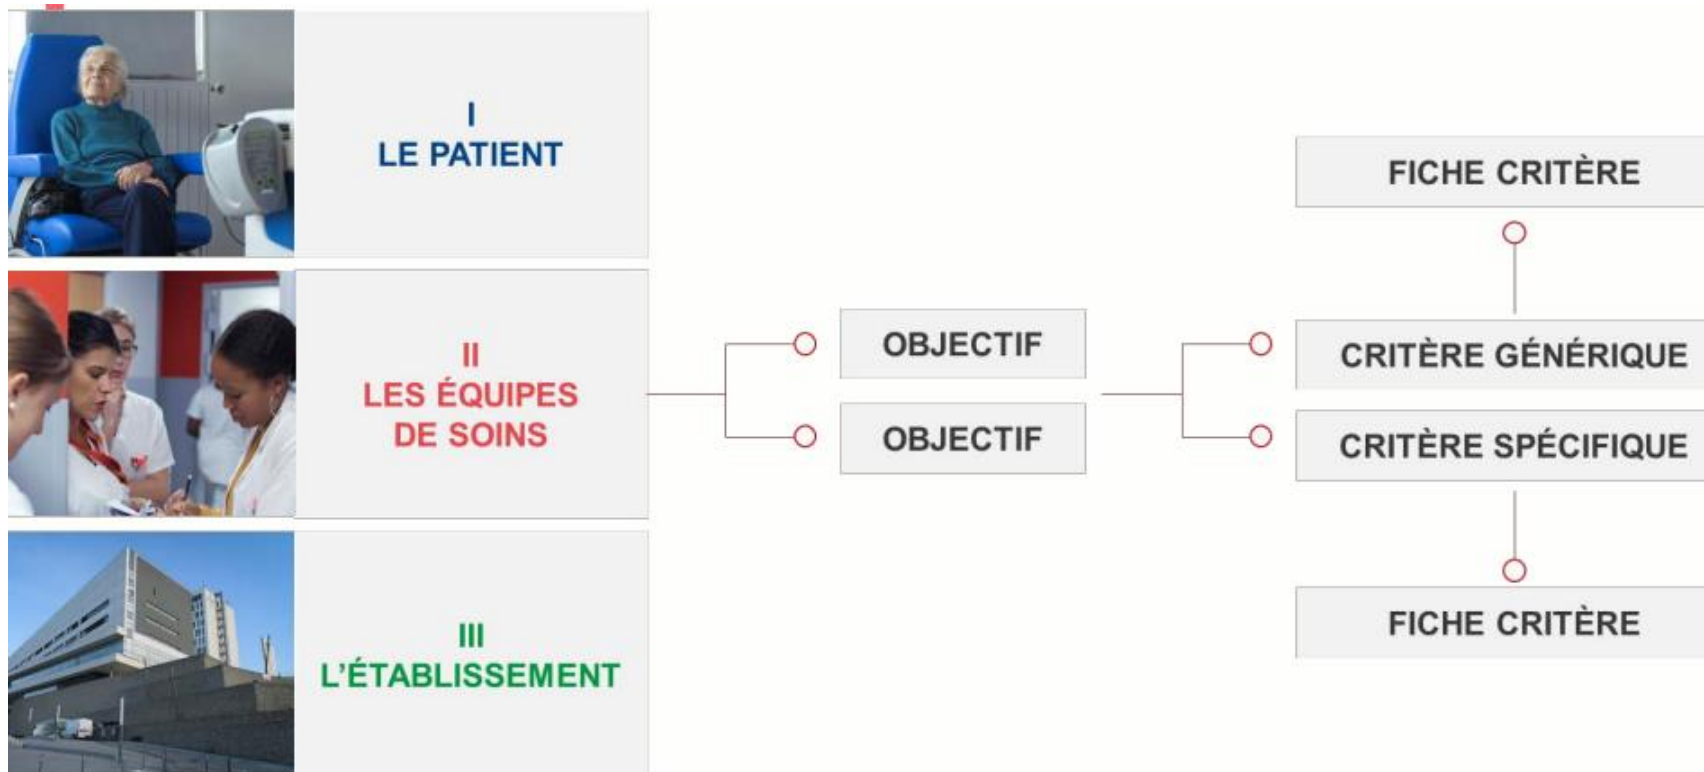 I
LE PATIENT
II
LES ÉQUIPES
DE SOINS
III
L'ÉTABLISSEMENT
OBJECTIF
OBJECTIF
FICHE CRITÈRE
CRITÈRE GÉNÉRIQUE
CRITÈRE SPÉCIFIQUE
FICHE CRITÈRE